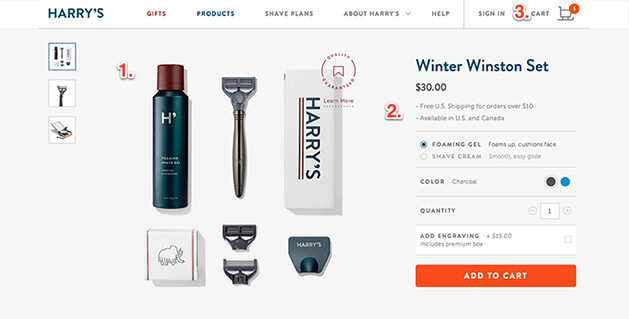 HARRY'S
GIFTS
PRODUCTS
SHAVE PLANS
ABOUT HARRY'S
HELP
SIGN IN
3.
CART
1
1.
H'
FOAMING
SHAVE GEL
QUALITY
GUARANTEED
Learn More
HARRY'S
HARRY'S
Winter Winston Set
$30.00
2.
- Free U.S. Shipping for orders over $10
- Available in U.S. and Canada
FOAMING GEL Foams up, cushions face
SHAVE CREAM Smooth, easy glide
COLOR Charcoal
QUANTITY
1
ADD ENGRAVING + $15.00
Includes premium box
ADD TO CART